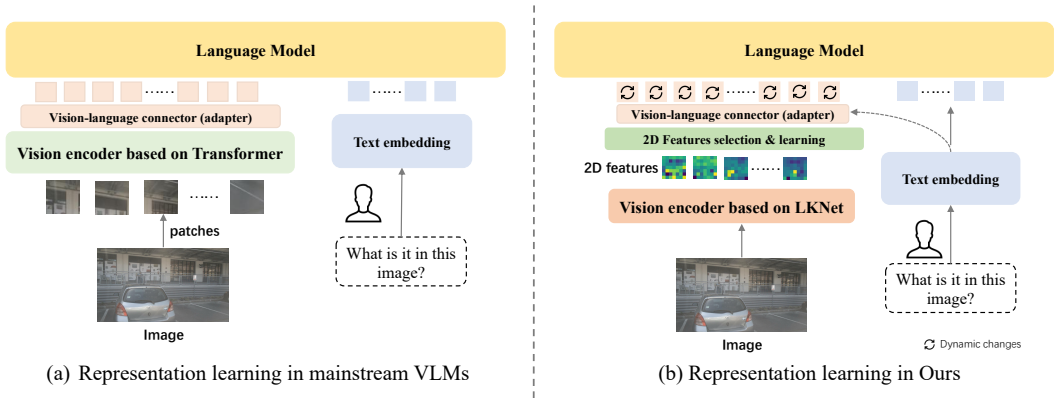 Language Model
......
......
Vision-language connector (adapter)
Vision encoder based on Transformer
Text embedding
......
patches
What is it in this
image?
Image
(a) Representation learning in mainstream VLMs
Language Model
......
......
Vision-language connector (adapter)
2D Features selection & learning
2D features
......
Text embedding
Vision encoder based on LKNet
What is it in this
image?
Image
Dynamic changes
(b) Representation learning in Ours